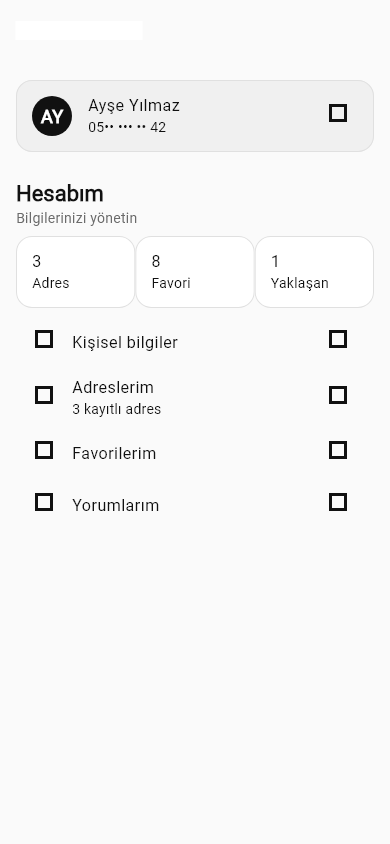 AY
Ayşe Yılmaz
05•• ••• •• 42
Hesabım
Bilgilerinizi yönetin
3
Adres
8
Favori
1
Yaklaşan
Kişisel bilgiler
Adreslerim
3 kayıtlı adres
Favorilerim
Yorumlarım